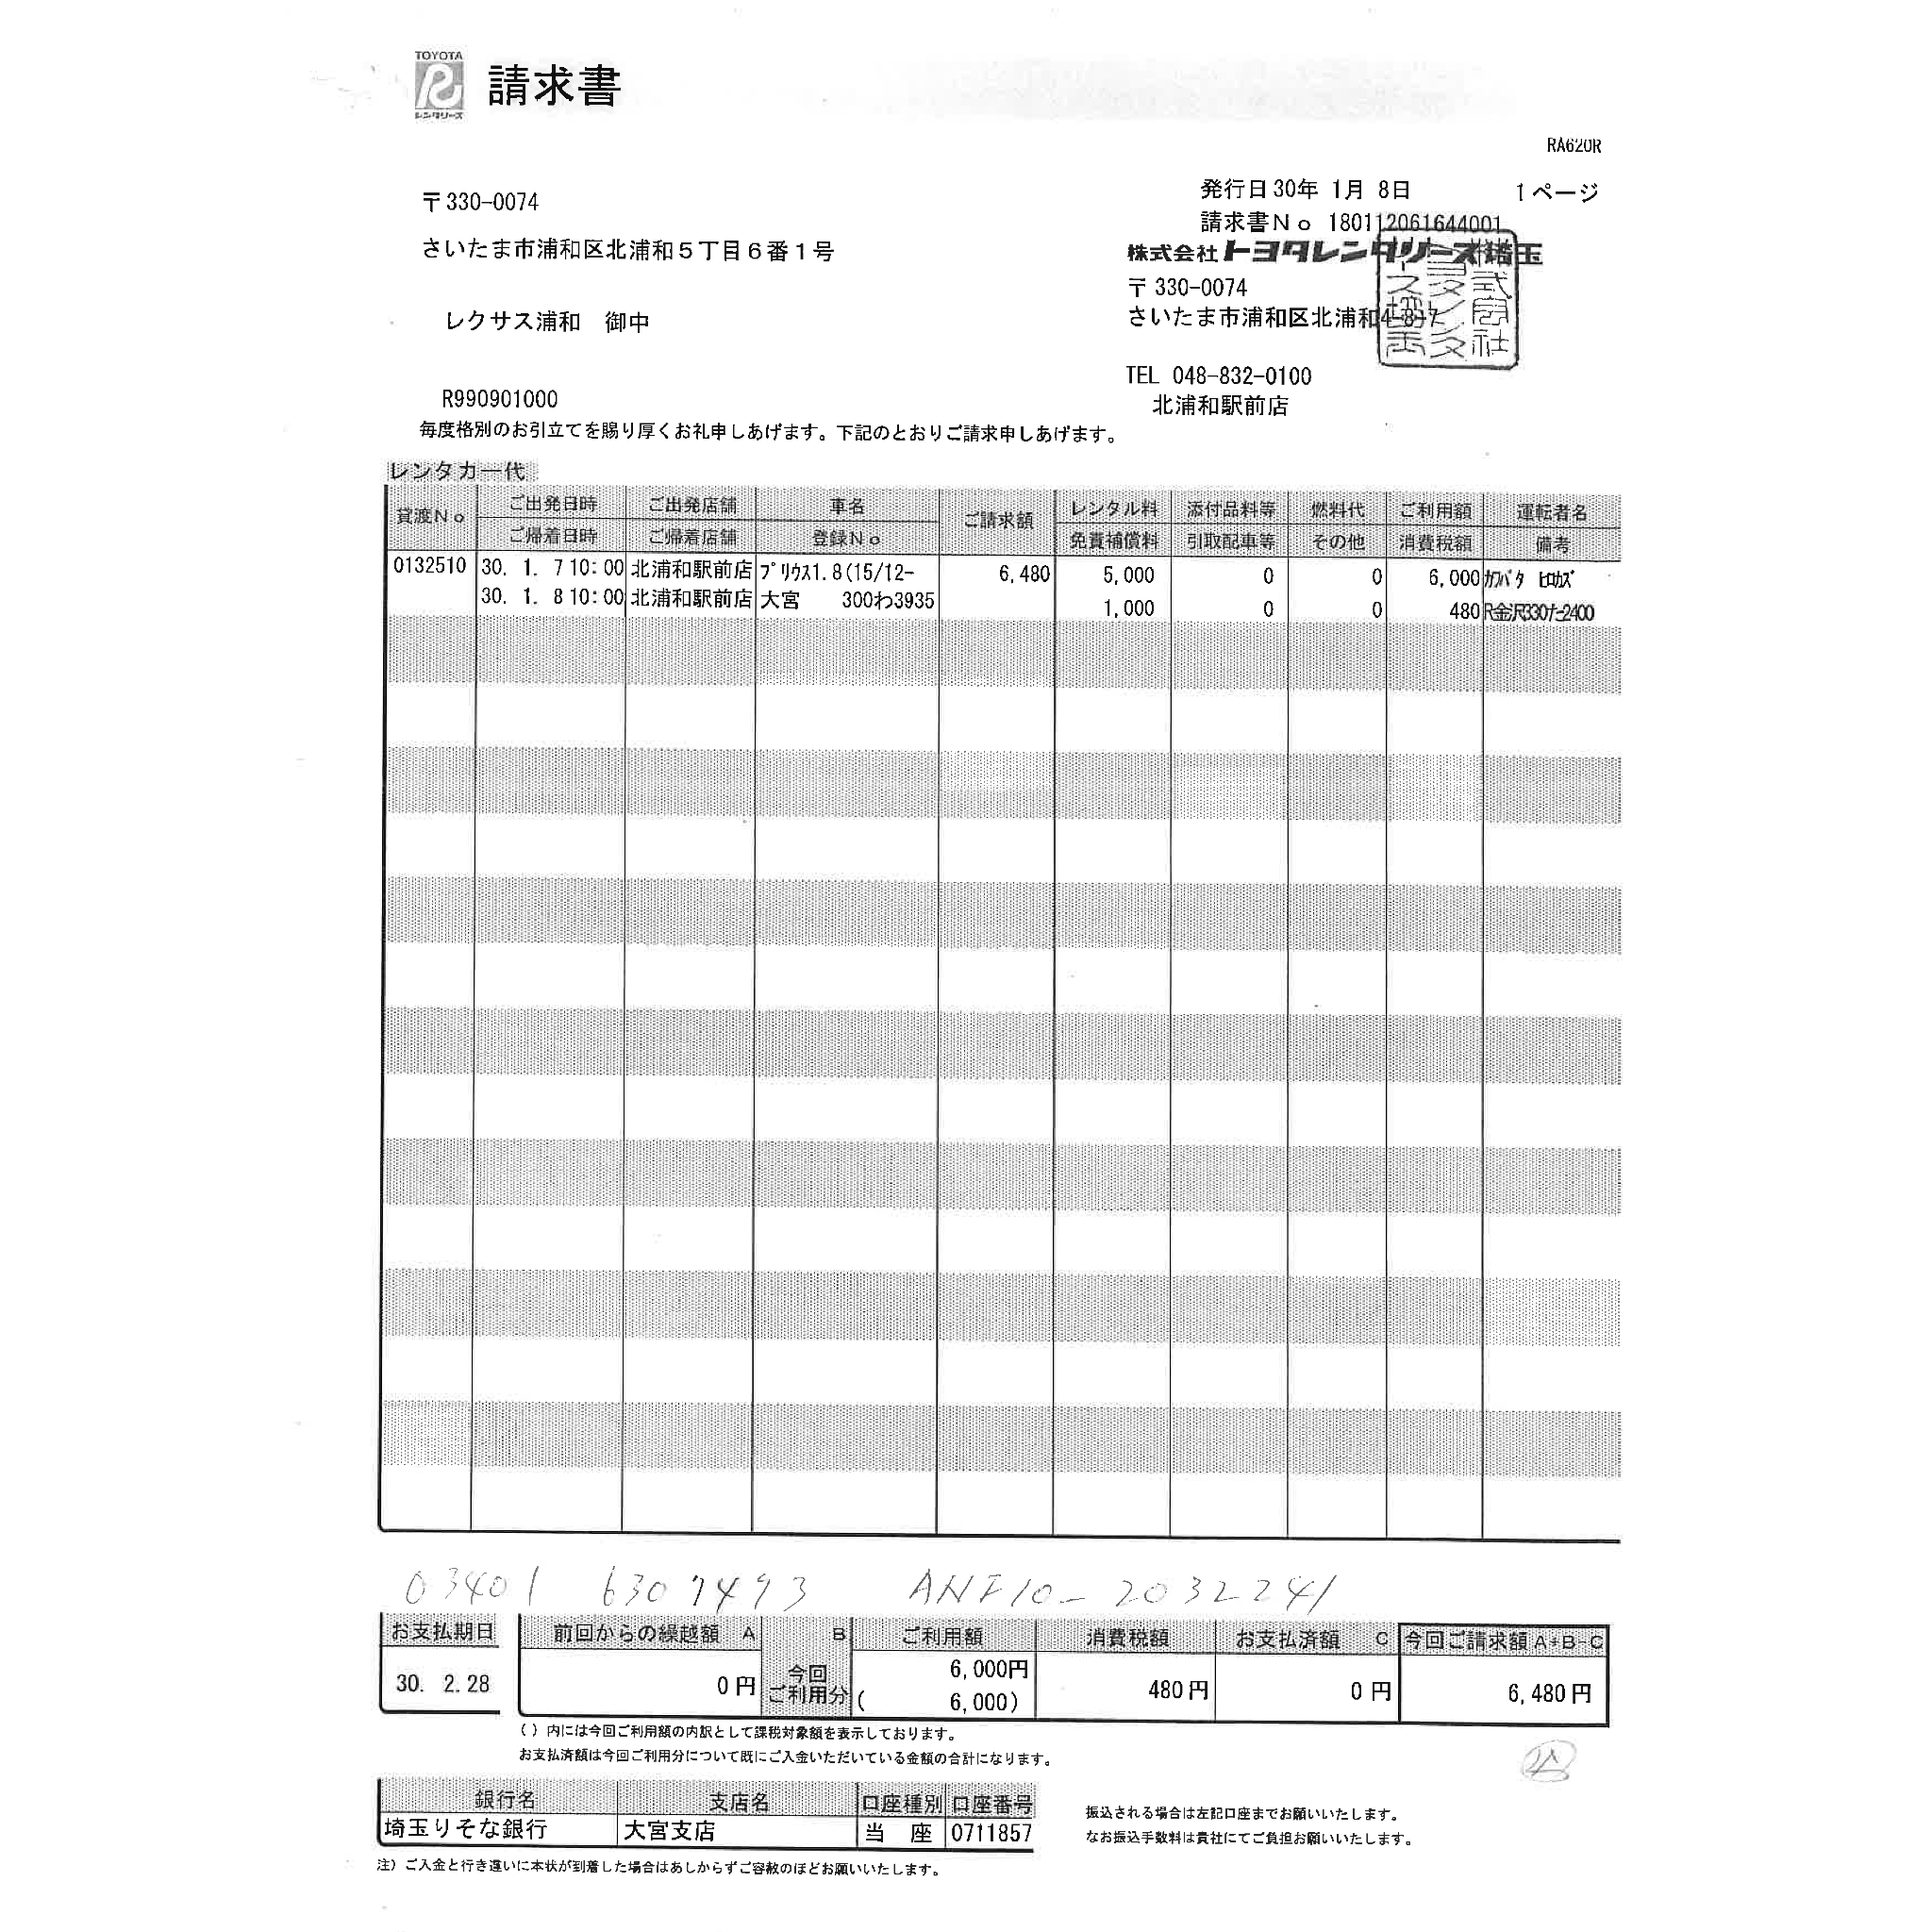 TOYOTA
レンタリース
請求書
RA620R
発行日30年 1月 8日 1ページ
〒330-0074
請求書No 180112061644001
さいたま市浦和区北浦和5丁目6番1号
株式会社トヨタレンタリース埼玉
〒330-0074
レクサス浦和 御中
さいたま市浦和区北浦和4-8-7
TEL 048-832-0100
R990901000
北浦和駅前店
毎度格別のお引立てを賜り厚くお礼申しあげます。下記のとおりご請求申しあげます。
レンタカー代
貸渡No ご出発日時 ご出発店舗 車名 ご請求額 レンタル料 添付品料等 燃料代 ご利用額 運転者名
ご帰着日時 ご帰着店舗 登録No 免責補償料 引取配車等 その他 消費税額 備考
0132510 30. 1. 7 10:00 北浦和駅前店 プリウス1.8(15/12- 6,480 5,000 0 0 6,000 カワバタ ヒロカズ
30. 1. 8 10:00 北浦和駅前店 大宮 300わ3935 1,000 0 0 480 R金沢330た2400
03401 6307493 ANF10-2032241
お支払期日 前回からの繰越額 A B ご利用額 消費税額 お支払済額 C 今回ご請求額 A+B-C
30. 2.28 0円 今回ご利用分 6,000円 480円 0円 6,480円
( 6,000)
( ) 内には今回ご利用額の内訳として課税対象額を表示しております。
お支払済額は今回ご利用分について既にご入金いただいている金額の合計になります。
銀行名 支店名 口座種別 口座番号
埼玉りそな銀行 大宮支店 当 座 0711857
振込される場合は左記口座までお願いいたします。
なお振込手数料は貴社にてご負担お願いいたします。
注) ご入金と行き違いに本状が到着した場合はあしからずご容赦のほどお願いいたします。